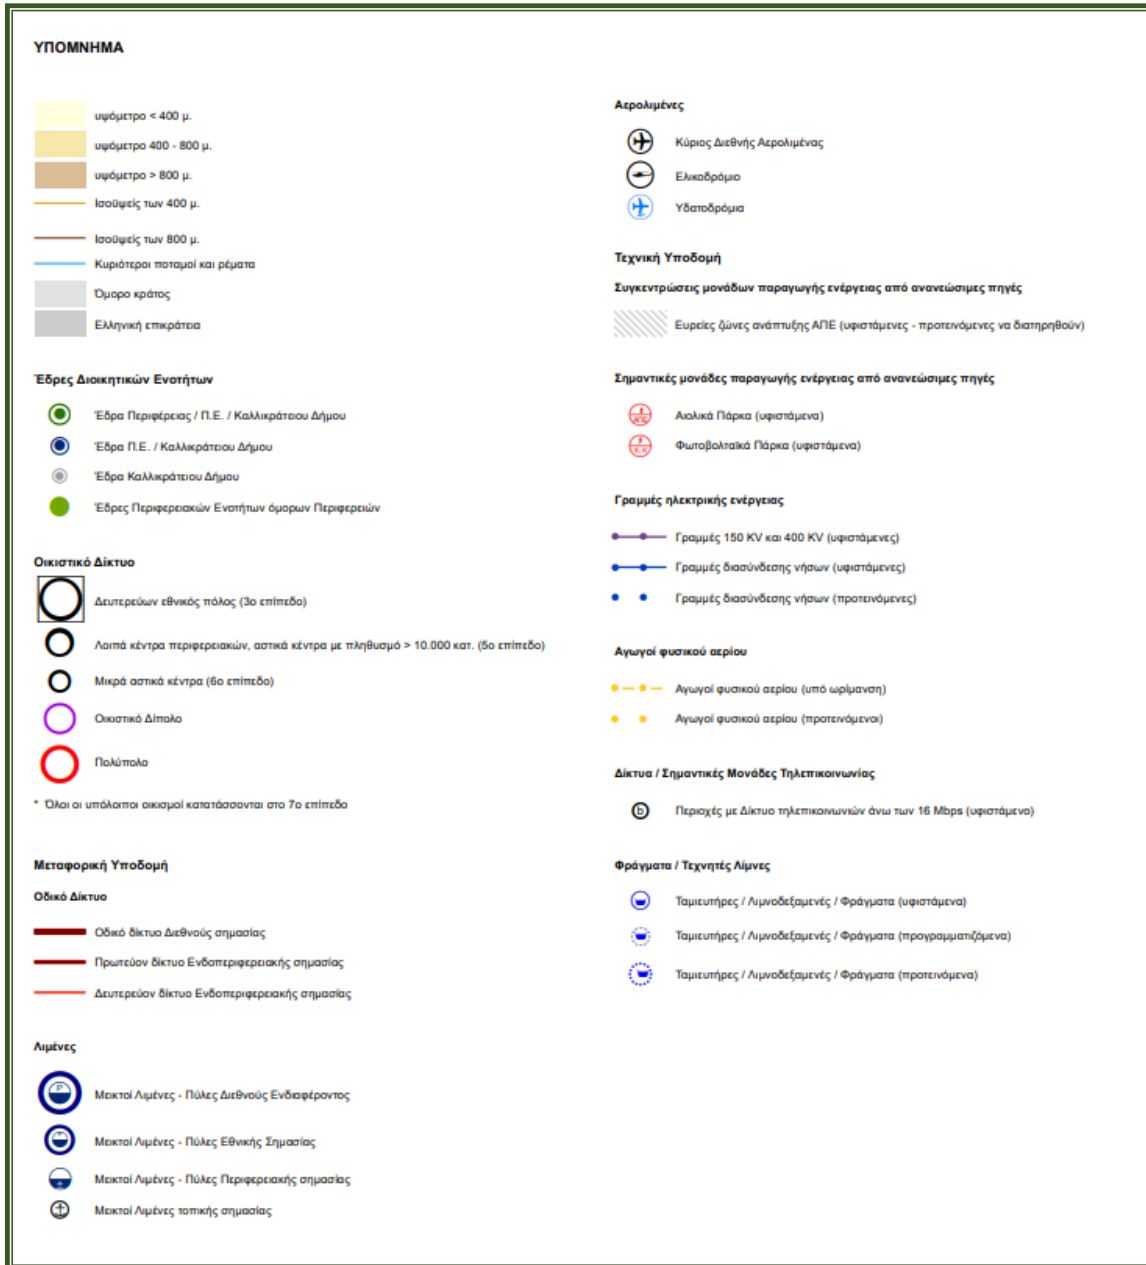 ΥΠΟΜΝΗΜΑ
υψόμετρο < 400 μ.
υψόμετρο 400 - 800 μ.
υψόμετρο > 800 μ.
Ισοϋψείς των 400 μ.
Ισοϋψείς των 800 μ.
Κυριότεροι ποταμοί και ρέματα
Όμορο κράτος
Ελληνική επικράτεια
Έδρες Διοικητικών Ενοτήτων
Έδρα Περιφέρειας / Π.Ε. / Καλλικράτειου Δήμου
Έδρα Π.Ε. / Καλλικράτειου Δήμου
Έδρα Καλλικράτειου Δήμου
Έδρες Περιφερειακών Ενοτήτων όμορων Περιφερειών
Οικιστικό Δίκτυο
Δευτερεύων εθνικός πόλος (3ο επίπεδο)
Λοιπά κέντρα περιφερειακών, αστικά κέντρα με πληθυσμό > 10.000 κατ. (5ο επίπεδο)
Μικρά αστικά κέντρα (6ο επίπεδο)
Οικιστικό Δίπολο
Πολύπολο
* Όλοι οι υπόλοιποι οικισμοί κατατάσσονται στο 7ο επίπεδο
Μεταφορική Υποδομή
Οδικό Δίκτυο
Οδικό δίκτυο Διεθνούς σημασίας
Πρωτεύον δίκτυο Ενδοπεριφερειακής σημασίας
Δευτερεύον δίκτυο Ενδοπεριφερειακής σημασίας
Λιμένες
Μεικτοί Λιμένες - Πύλες Διεθνούς Ενδιαφέροντος
Μεικτοί Λιμένες - Πύλες Εθνικής Σημασίας
Μεικτοί Λιμένες - Πύλες Περιφερειακής σημασίας
Μεικτοί Λιμένες τοπικής σημασίας
Αερολιμένες
Κύριος Διεθνής Αερολιμένας
Ελικοδρόμιο
Υδατοδρόμια
Τεχνική Υποδομή
Συγκεντρώσεις μονάδων παραγωγής ενέργειας από ανανεώσιμες πηγές
Ευρείες ζώνες ανάπτυξης ΑΠΕ (υφιστάμενες - προτεινόμενες να διατηρηθούν)
Σημαντικές μονάδες παραγωγής ενέργειας από ανανεώσιμες πηγές
Αιολικά Πάρκα (υφιστάμενα)
Φωτοβολταϊκά Πάρκα (υφιστάμενα)
Γραμμές ηλεκτρικής ενέργειας
Γραμμές 150 KV και 400 KV (υφιστάμενες)
Γραμμές διασύνδεσης νήσων (υφιστάμενες)
Γραμμές διασύνδεσης νήσων (προτεινόμενες)
Αγωγοί φυσικού αερίου
Αγωγοί φυσικού αερίου (υπό ωρίμανση)
Αγωγοί φυσικού αερίου (προτεινόμενοι)
Δίκτυα / Σημαντικές Μονάδες Τηλεπικοινωνίας
b Περιοχές με Δίκτυο τηλεπικοινωνιών άνω των 16 Mbps (υφιστάμενο)
Φράγματα / Τεχνητές Λίμνες
Ταμιευτήρες / Λιμνοδεξαμενές / Φράγματα (υφιστάμενα)
Ταμιευτήρες / Λιμνοδεξαμενές / Φράγματα (προγραμματιζόμενα)
Ταμιευτήρες / Λιμνοδεξαμενές / Φράγματα (προτεινόμενα)